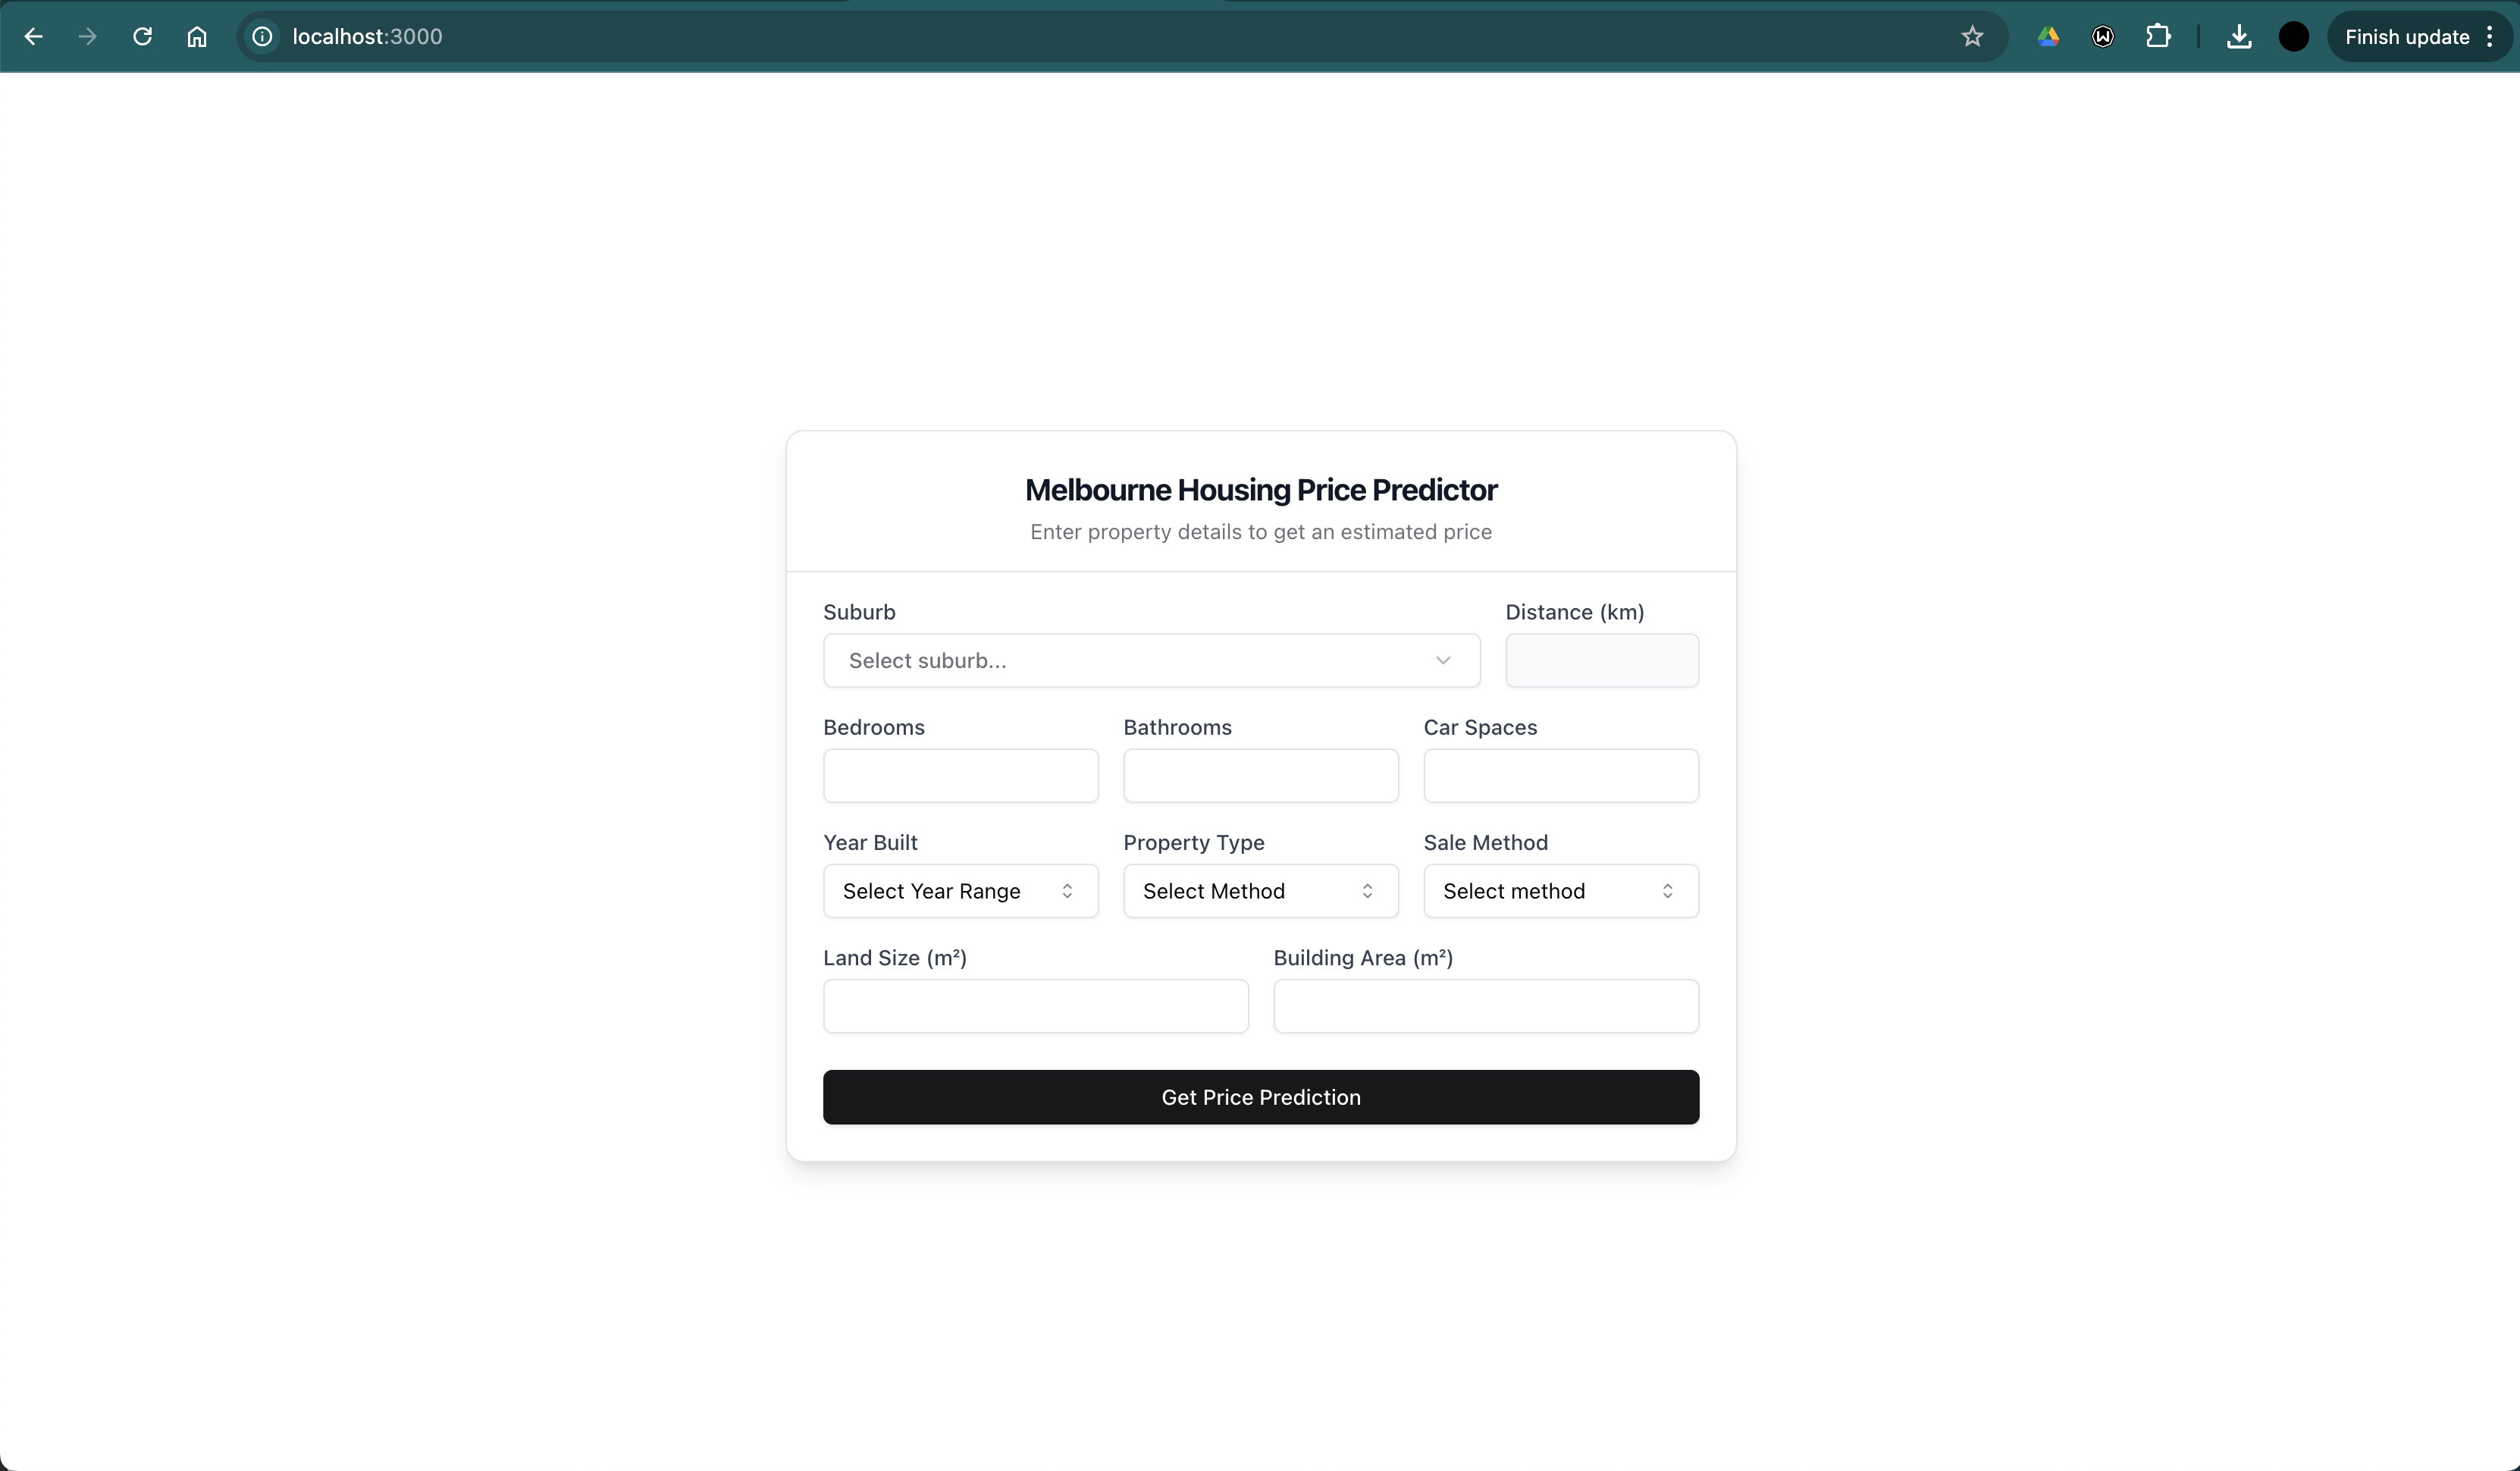 localhost:3000
Finish update
Melbourne Housing Price Predictor
Enter property details to get an estimated price
Suburb
Distance (km)
Select suburb...
Bedrooms
Bathrooms
Car Spaces
Year Built
Property Type
Sale Method
Select Year Range
Select Method
Select method
Land Size (m²)
Building Area (m²)
Get Price Prediction